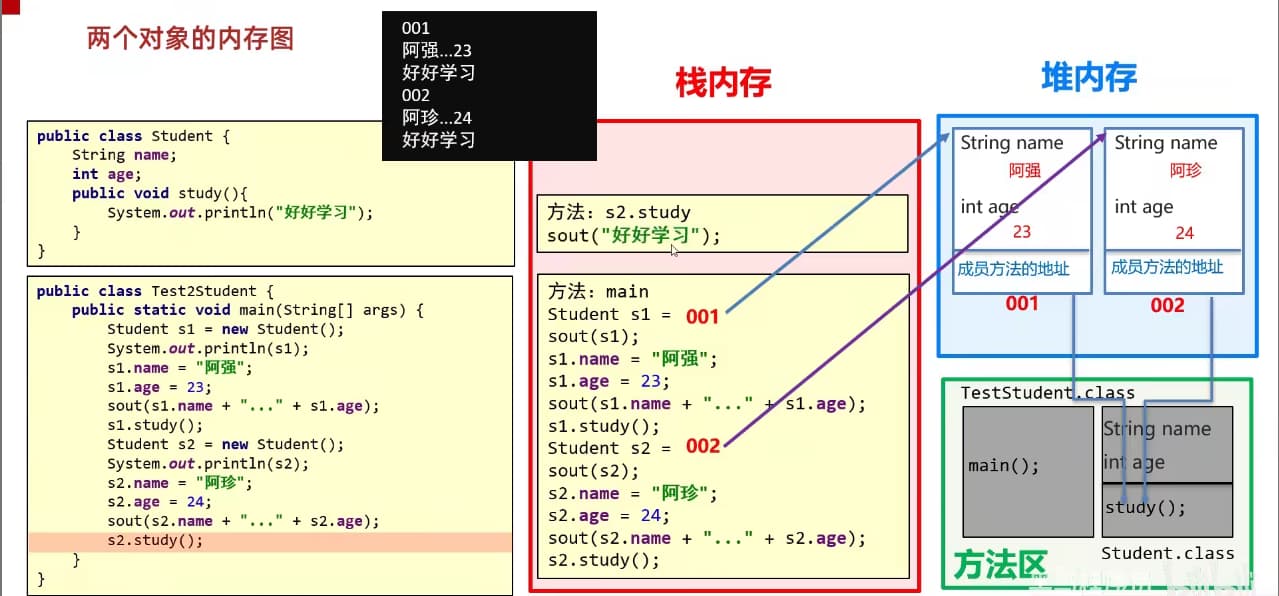 两个对象的内存图
001
阿强...23
好好学习
002
阿珍...24
好好学习
public class Student {
String name;
int age;
public void study(){
System.out.println("好好学习");
}
}
public class Test2Student {
public static void main(String[] args) {
Student s1 = new Student();
System.out.println(s1);
s1.name = "阿强";
s1.age = 23;
sout(s1.name + "..." + s1.age);
s1.study();
Student s2 = new Student();
System.out.println(s2);
s2.name = "阿珍";
s2.age = 24;
sout(s2.name + "..." + s2.age);
s2.study();
}
}
栈内存
方法：s2.study
sout("好好学习");
方法：main
Student s1 = 001
sout(s1);
s1.name = "阿强";
s1.age = 23;
sout(s1.name + "..." + s1.age);
s1.study();
Student s2 = 002
sout(s2);
s2.name = "阿珍";
s2.age = 24;
sout(s2.name + "..." + s2.age);
s2.study();
堆内存
String name
阿强
int age
23
成员方法的地址
001
String name
阿珍
int age
24
成员方法的地址
002
TestStudent.class
main();
String name
int age
study();
Student.class
方法区